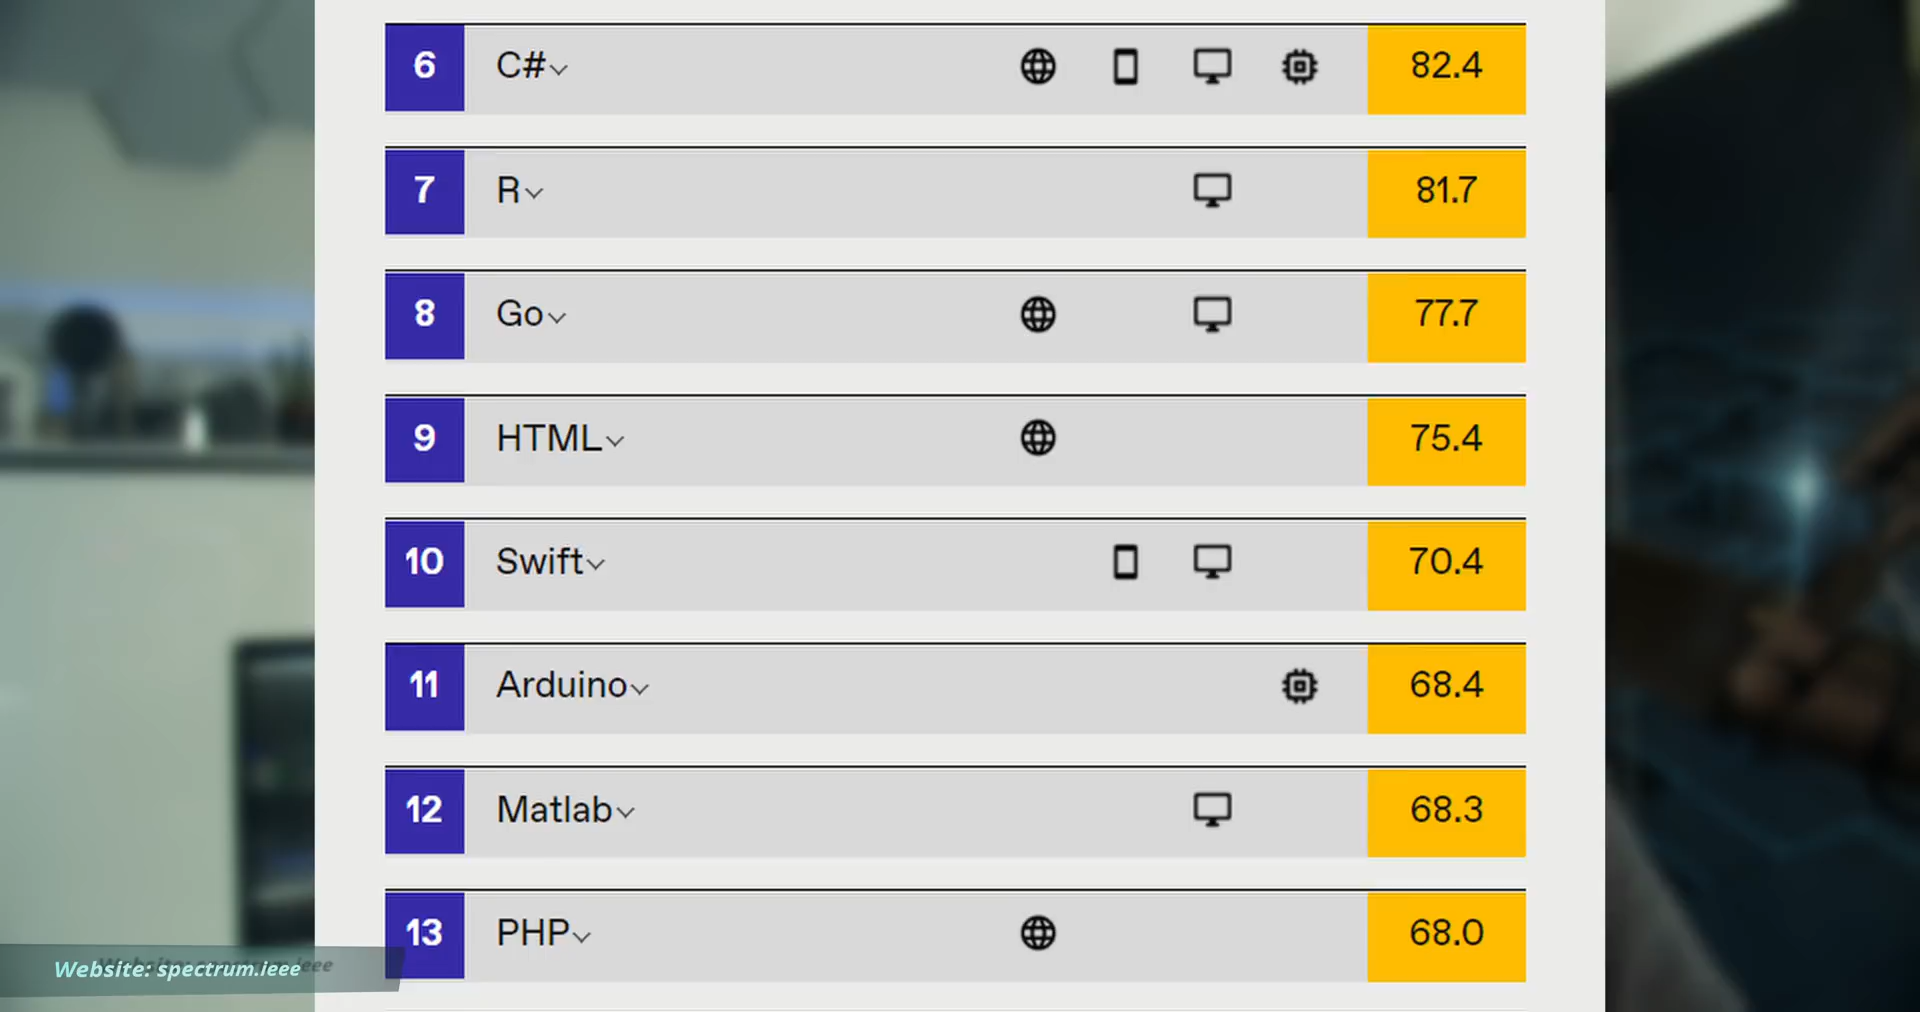 6 C# 82.4
7 R 81.7
8 Go 77.7
9 HTML 75.4
10 Swift 70.4
11 Arduino 68.4
12 Matlab 68.3
13 PHP 68.0
Website: spectrum.ieee